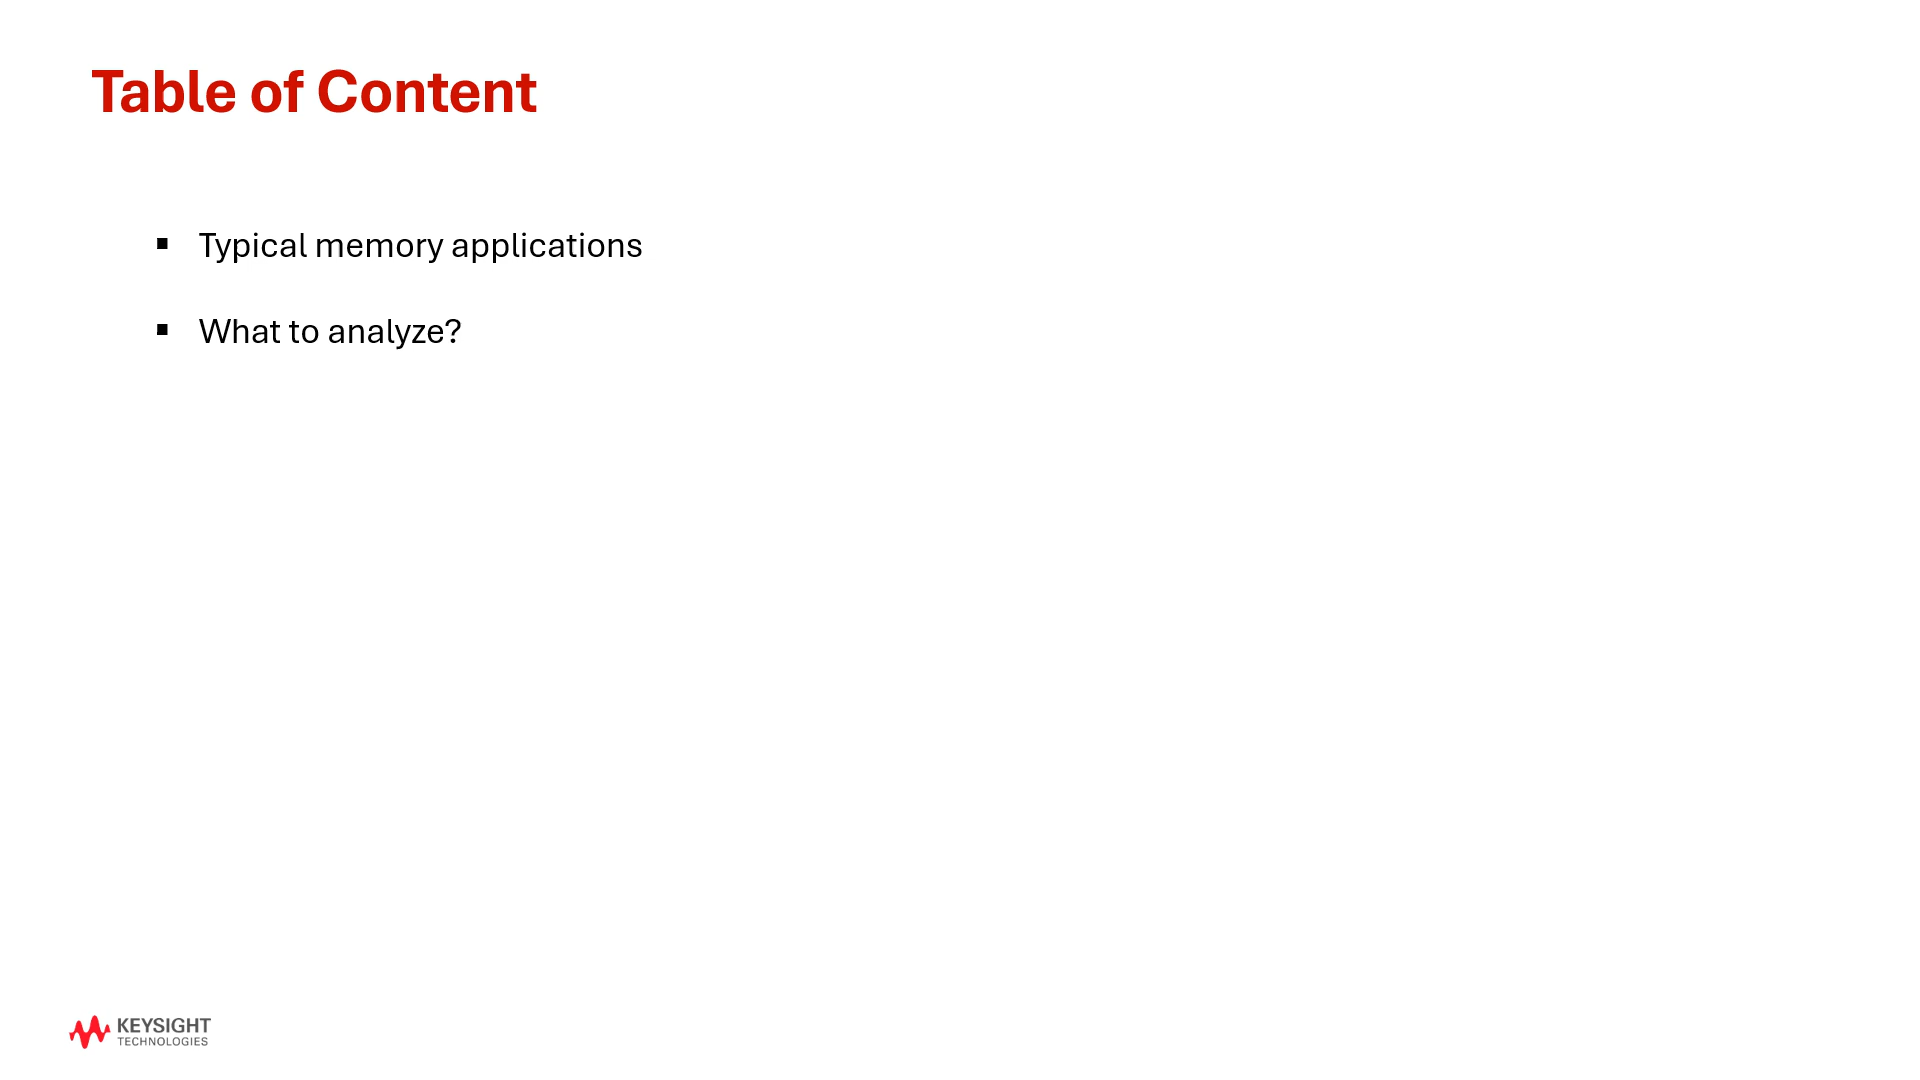 Table of Content
▪ Typical memory applications
▪ What to analyze?
KEYSIGHT
TECHNOLOGIES